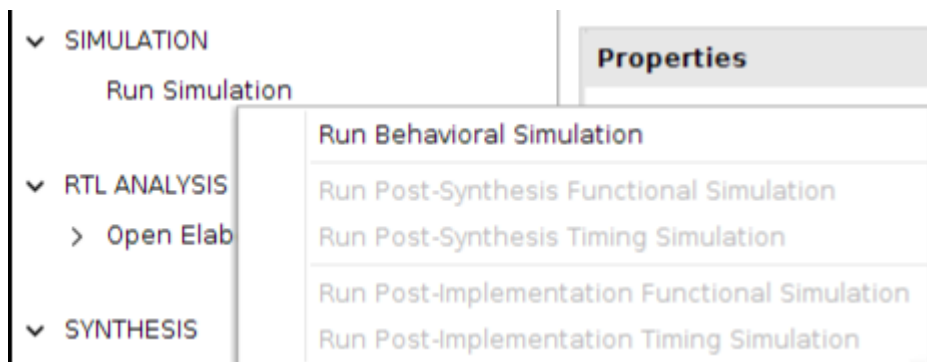 SIMULATION
Run Simulation
RTL ANALYSIS
Open Elab
SYNTHESIS
Properties
Run Behavioral Simulation
Run Post-Synthesis Functional Simulation
Run Post-Synthesis Timing Simulation
Run Post-Implementation Functional Simulation
Run Post-Implementation Timing Simulation